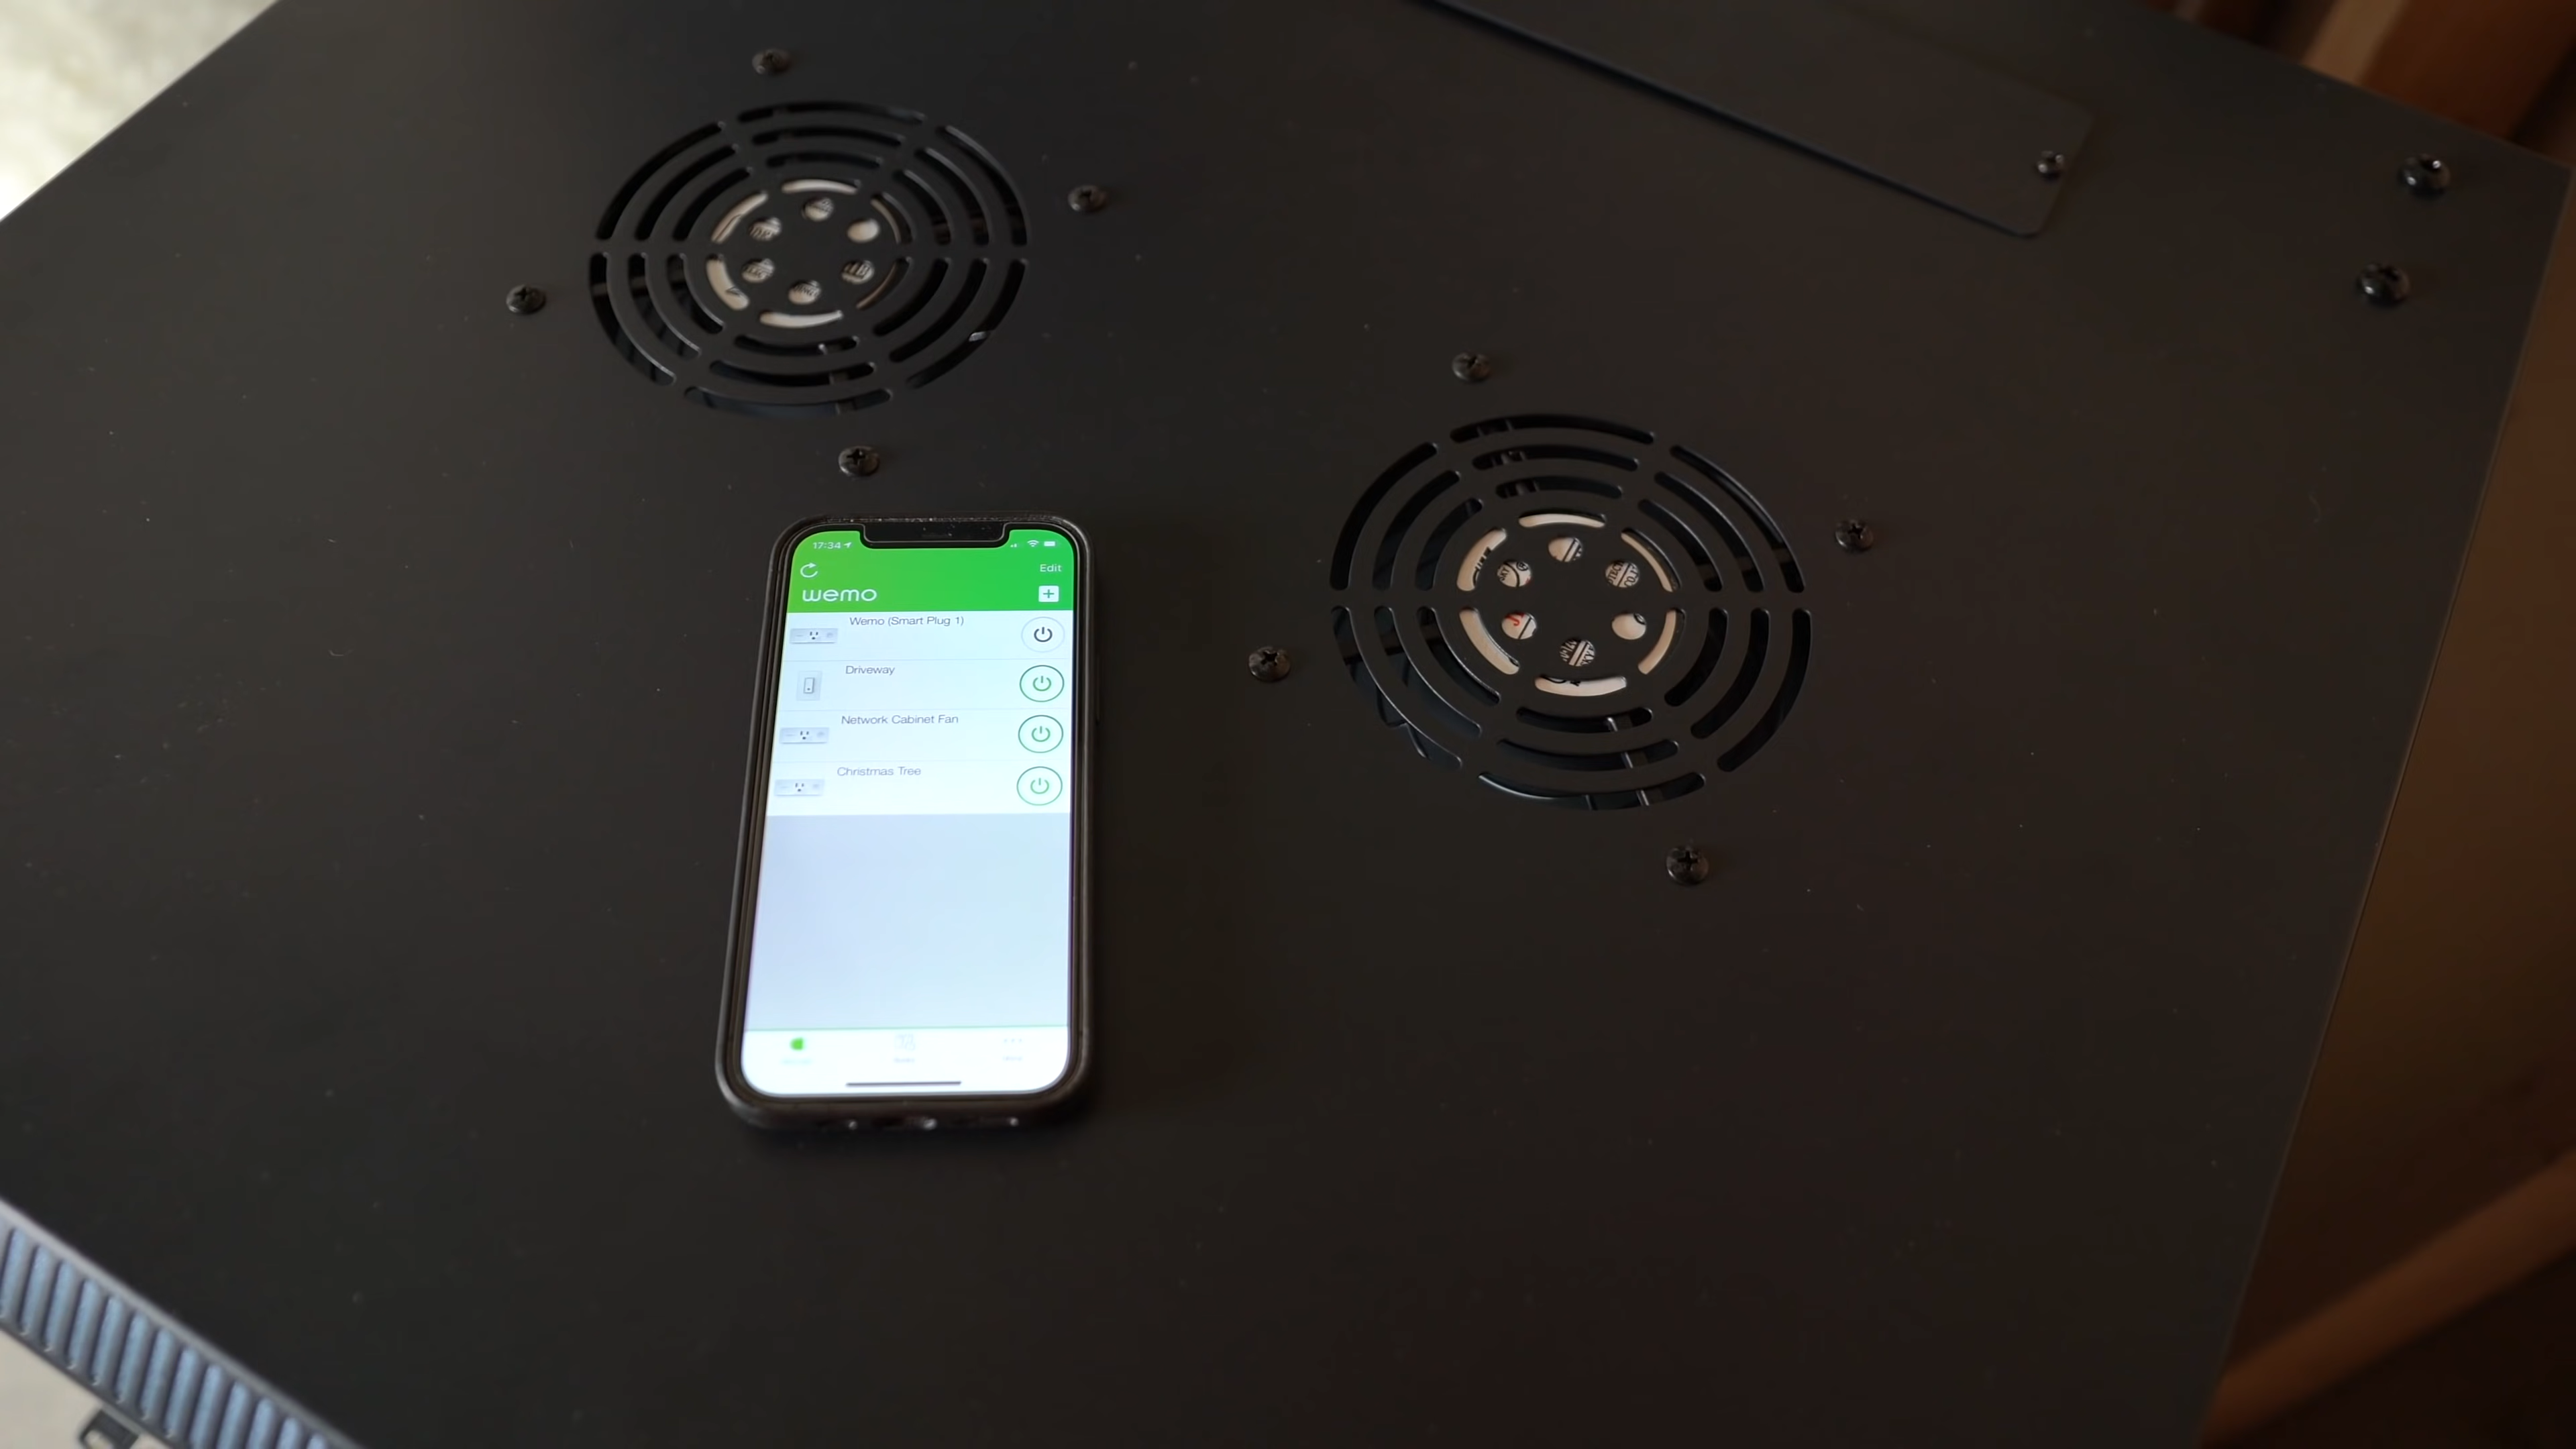 17:34
Edit
wemo
Wemo (Smart Plug 1)
Driveway
Network Cabinet Fan
Christmas Tree